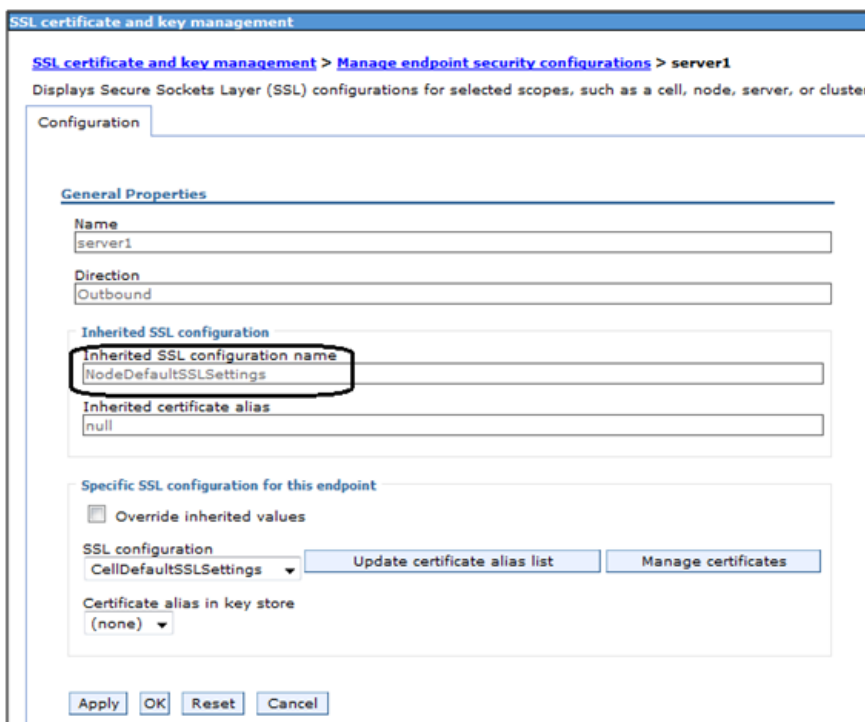 SSL certificate and key management
SSL certificate and key management > Manage endpoint security configurations > server1
Displays Secure Sockets Layer (SSL) configurations for selected scopes, such as a cell, node, server, or cluster
Configuration
General Properties
Name
server1
Direction
Outbound
Inherited SSL configuration
Inherited SSL configuration name
NodeDefaultSSLSettings
Inherited certificate alias
null
Specific SSL configuration for this endpoint
Override inherited values
SSL configuration
CellDefaultSSLSettings Update certificate alias list Manage certificates
Certificate alias in key store
(none)
Apply OK Reset Cancel